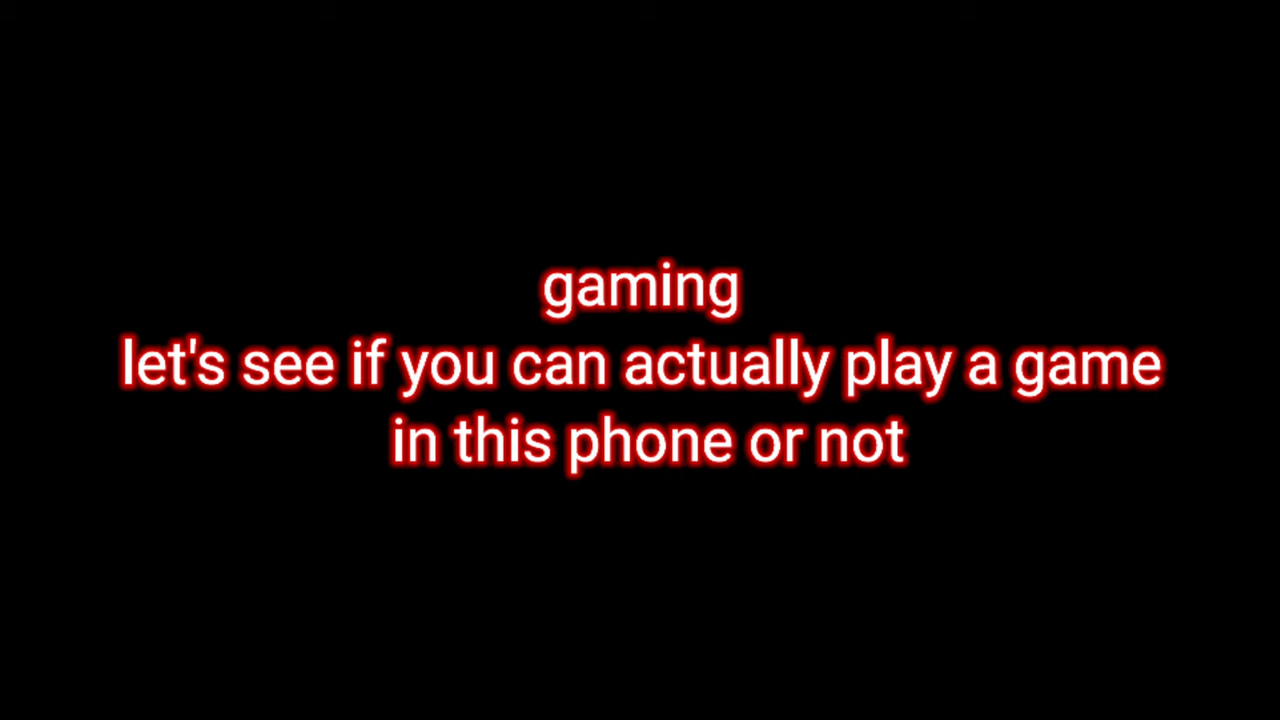 gaming
let's see if you can actually play a game
in this phone or not